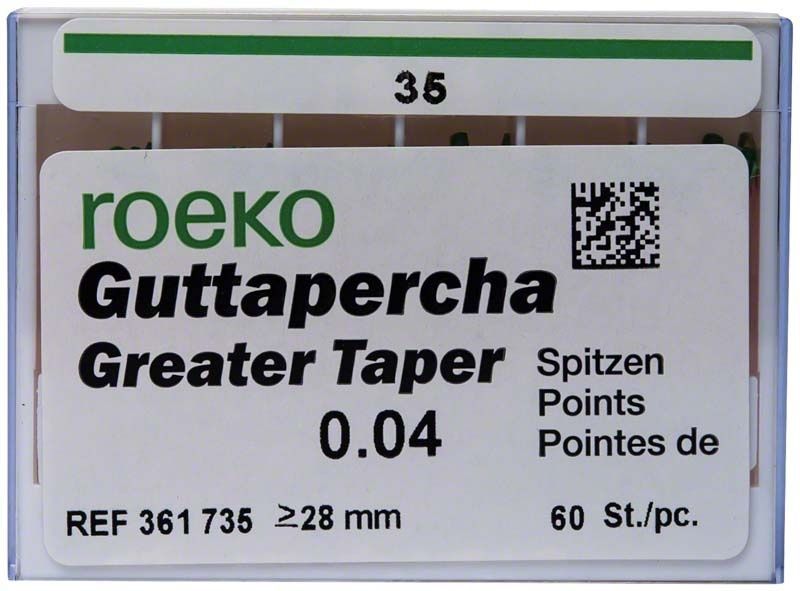 35
roeko
Guttapercha
Greater Taper
Spitzen
Points
0.04
Pointes de
REF 361 735 ≥28 mm 60 St./pc.